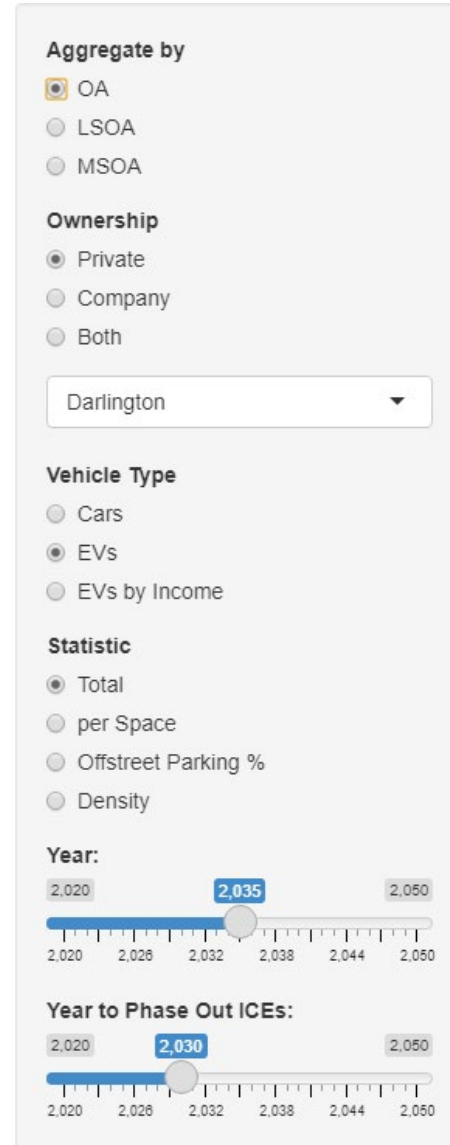 Aggregate by
OA
LSOA
MSOA
Ownership
Private
Company
Both
Darlington
Vehicle Type
Cars
EVs
EVs by Income
Statistic
Total
per Space
Offstreet Parking %
Density
Year:
2,020 2,035 2,050
2,020 2,026 2,032 2,038 2,044 2,050
Year to Phase Out ICEs:
2,020 2,030 2,050
2,020 2,026 2,032 2,038 2,044 2,050